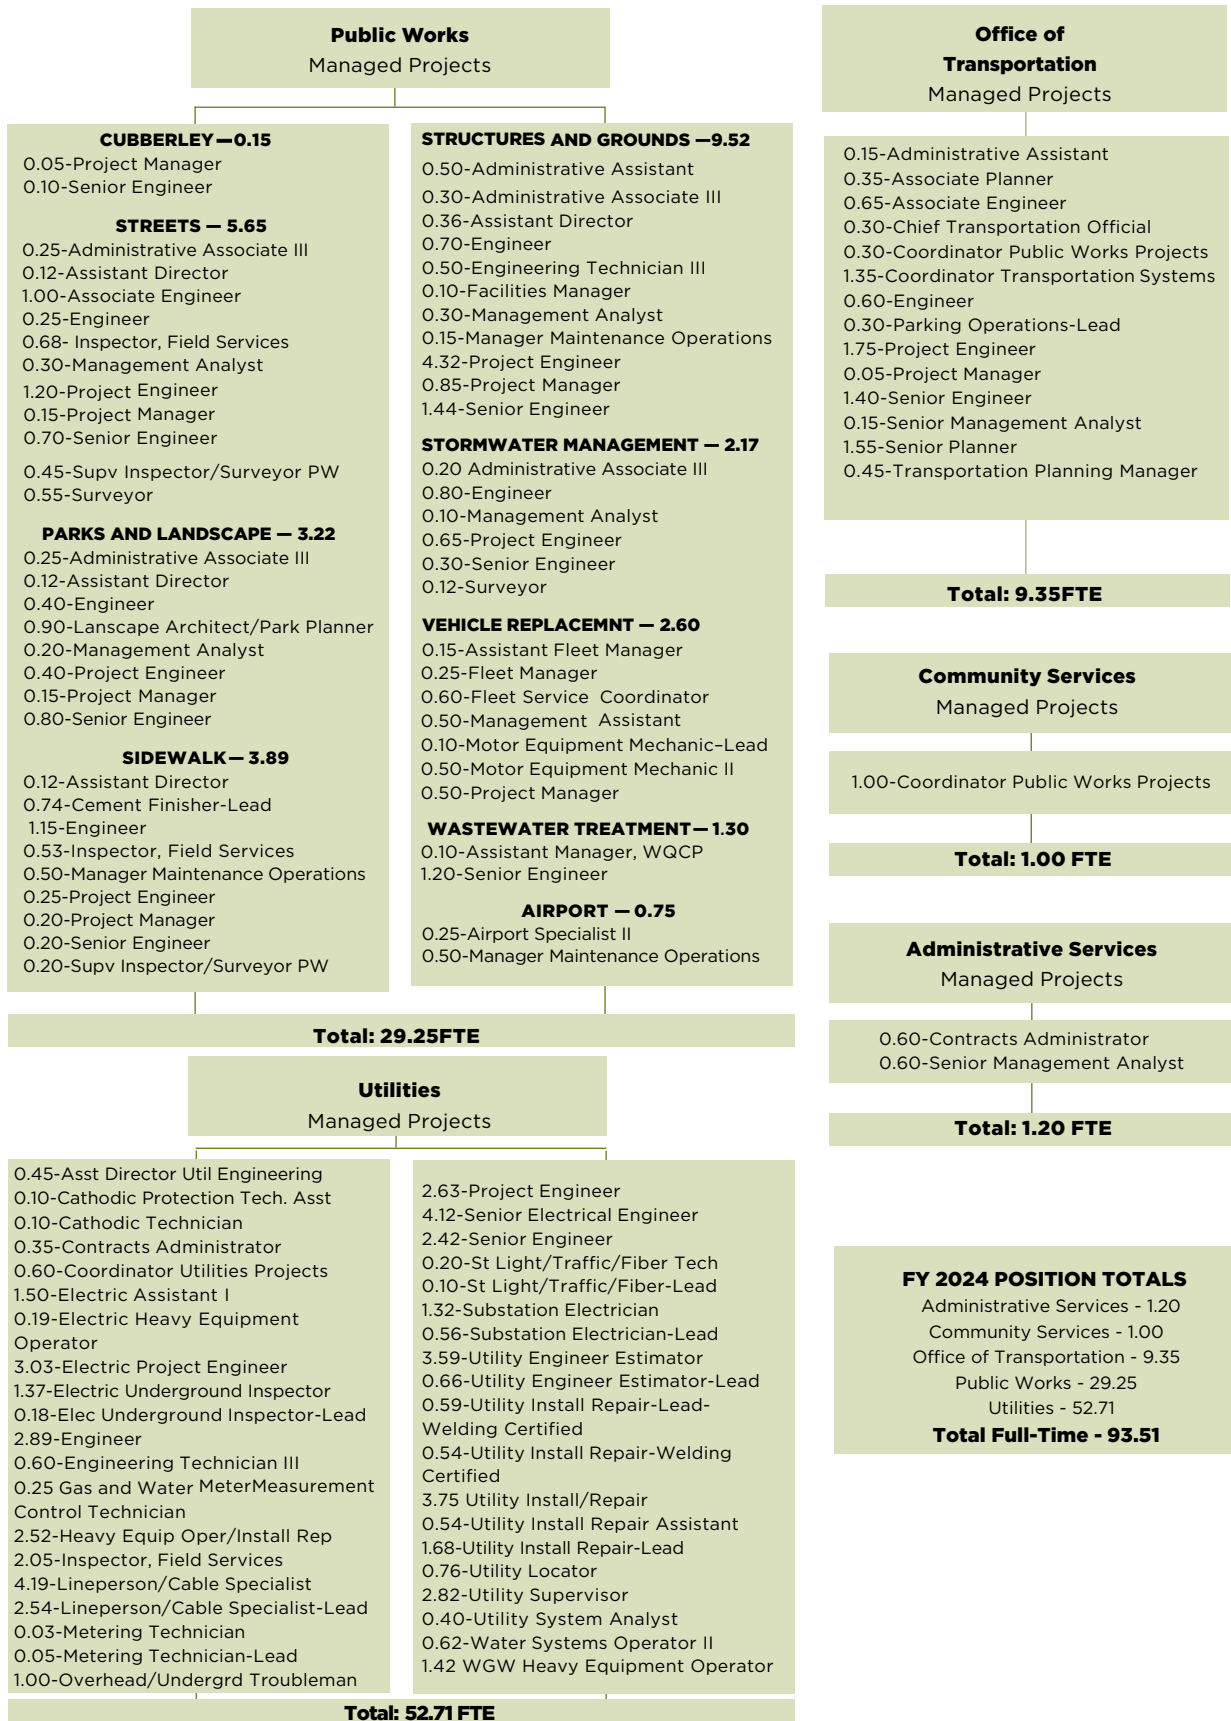 Public Works
Managed Projects
CUBBERLEY—0.15
0.05-Project Manager
0.10-Senior Engineer
STREETS — 5.65
0.25-Administrative Associate III
0.12-Assistant Director
1.00-Associate Engineer
0.25-Engineer
0.68- Inspector, Field Services
0.30-Management Analyst
1.20-Project Engineer
0.15-Project Manager
0.70-Senior Engineer
0.45-Supv Inspector/Surveyor PW
0.55-Surveyor
PARKS AND LANDSCAPE — 3.22
0.25-Administrative Associate III
0.12-Assistant Director
0.40-Engineer
0.90-Lanscape Architect/Park Planner
0.20-Management Analyst
0.40-Project Engineer
0.15-Project Manager
0.80-Senior Engineer
SIDEWALK— 3.89
0.12-Assistant Director
0.74-Cement Finisher-Lead
1.15-Engineer
0.53-Inspector, Field Services
0.50-Manager Maintenance Operations
0.25-Project Engineer
0.20-Project Manager
0.20-Senior Engineer
0.20-Supv Inspector/Surveyor PW
STRUCTURES AND GROUNDS —9.52
0.50-Administrative Assistant
0.30-Administrative Associate III
0.36-Assistant Director
0.70-Engineer
0.50-Engineering Technician III
0.10-Facilities Manager
0.30-Management Analyst
0.15-Manager Maintenance Operations
4.32-Project Engineer
0.85-Project Manager
1.44-Senior Engineer
STORMWATER MANAGEMENT — 2.17
0.20 Administrative Associate III
0.80-Engineer
0.10-Management Analyst
0.65-Project Engineer
0.30-Senior Engineer
0.12-Surveyor
VEHICLE REPLACEMNT — 2.60
0.15-Assistant Fleet Manager
0.25-Fleet Manager
0.60-Fleet Service Coordinator
0.50-Management Assistant
0.10-Motor Equipment Mechanic–Lead
0.50-Motor Equipment Mechanic II
0.50-Project Manager
WASTEWATER TREATMENT— 1.30
0.10-Assistant Manager, WQCP
1.20-Senior Engineer
AIRPORT — 0.75
0.25-Airport Specialist II
0.50-Manager Maintenance Operations
Total: 29.25FTE
Utilities
Managed Projects
0.45-Asst Director Util Engineering
0.10-Cathodic Protection Tech. Asst
0.10-Cathodic Technician
0.35-Contracts Administrator
0.60-Coordinator Utilities Projects
1.50-Electric Assistant I
0.19-Electric Heavy Equipment
Operator
3.03-Electric Project Engineer
1.37-Electric Underground Inspector
0.18-Elec Underground Inspector-Lead
2.89-Engineer
0.60-Engineering Technician III
0.25 Gas and Water MeterMeasurement
Control Technician
2.52-Heavy Equip Oper/Install Rep
2.05-Inspector, Field Services
4.19-Lineperson/Cable Specialist
2.54-Lineperson/Cable Specialist-Lead
0.03-Metering Technician
0.05-Metering Technician-Lead
1.00-Overhead/Undergrd Troubleman
2.63-Project Engineer
4.12-Senior Electrical Engineer
2.42-Senior Engineer
0.20-St Light/Traffic/Fiber Tech
0.10-St Light/Traffic/Fiber-Lead
1.32-Substation Electrician
0.56-Substation Electrician-Lead
3.59-Utility Engineer Estimator
0.66-Utility Engineer Estimator-Lead
0.59-Utility Install Repair-Lead-
Welding Certified
0.54-Utility Install Repair-Welding
Certified
3.75 Utility Install/Repair
0.54-Utility Install Repair Assistant
1.68-Utility Install Repair-Lead
0.76-Utility Locator
2.82-Utility Supervisor
0.40-Utility System Analyst
0.62-Water Systems Operator II
1.42 WGW Heavy Equipment Operator
Total: 52.71 FTE
Office of
Transportation
Managed Projects
0.15-Administrative Assistant
0.35-Associate Planner
0.65-Associate Engineer
0.30-Chief Transportation Official
0.30-Coordinator Public Works Projects
1.35-Coordinator Transportation Systems
0.60-Engineer
0.30-Parking Operations-Lead
1.75-Project Engineer
0.05-Project Manager
1.40-Senior Engineer
0.15-Senior Management Analyst
1.55-Senior Planner
0.45-Transportation Planning Manager
Total: 9.35FTE
Community Services
Managed Projects
1.00-Coordinator Public Works Projects
Total: 1.00 FTE
Administrative Services
Managed Projects
0.60-Contracts Administrator
0.60-Senior Management Analyst
Total: 1.20 FTE
FY 2024 POSITION TOTALS
Administrative Services - 1.20
Community Services - 1.00
Office of Transportation - 9.35
Public Works - 29.25
Utilities - 52.71
Total Full-Time - 93.51